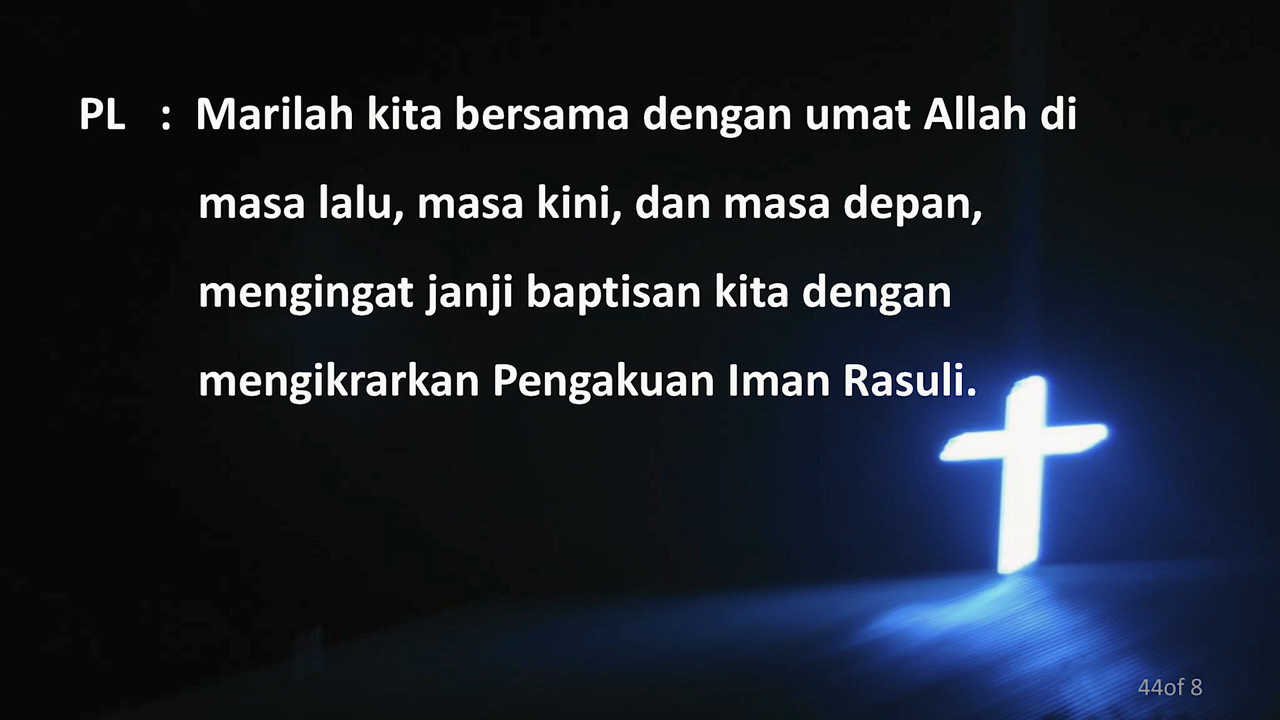 PL : Marilah kita bersama dengan umat Allah di
masa lalu, masa kini, dan masa depan,
mengingat janji baptisan kita dengan
mengikrarkan Pengakuan Iman Rasuli.
44of 8